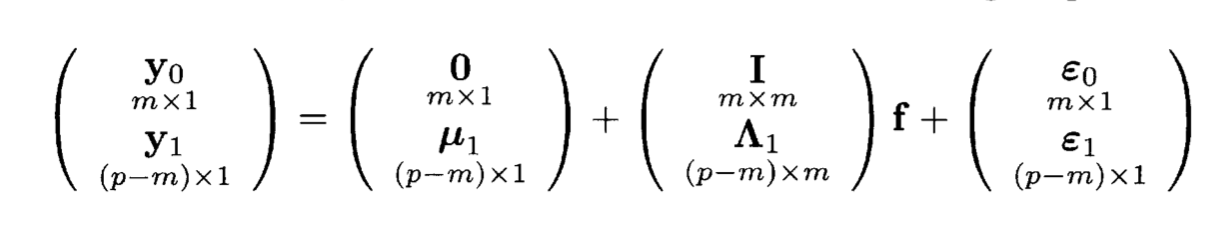 ( y₀ ) = ( 0 ) + ( I ) f + ( ε₀ )
m×1 m×1 m×m m×1
y₁ μ₁ Λ₁ ε₁
(p−m)×1 (p−m)×1 (p−m)×m (p−m)×1